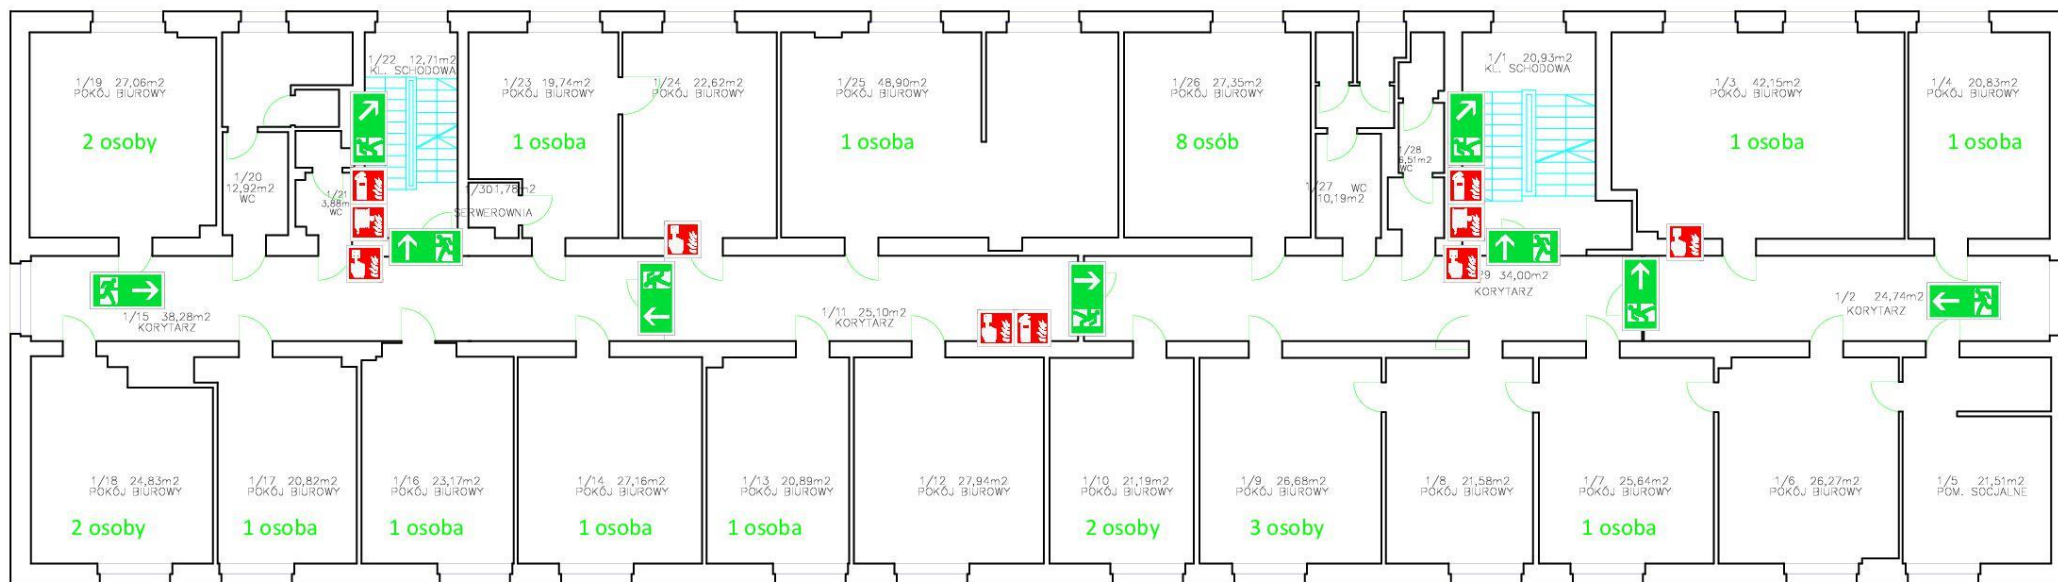 1/19 27,06m2
POKÓJ BIUROWY
2 osoby
1/20
12,92m2
WC
1/21
3,88m
WC
1/22 12,71m2
KL. SCHODOWA
1/23 19,74m2
POKÓJ BIUROWY
1 osoba
1/301,78m2
SERWEROWNIA
1/24 22,62m2
POKÓJ BIUROWY
1/25 48,90m2
POKÓJ BIUROWY
1 osoba
1/26 27,35m2
POKÓJ BIUROWY
8 osób
1/27 WC
10,19m2
1/28
6,51m2
WC
1/1 20,93m2
KL. SCHODOWA
1/3 42,15m2
POKÓJ BIUROWY
1 osoba
1/4 20,83m2
POKÓJ BIUROWY
1 osoba
1/15 38,28m2
KORYTARZ
1/11 25,10m2
KORYTARZ
34,00m2
KORYTARZ
1/2 24,74m2
KORYTARZ
1/18 24,83m2
POKÓJ BIUROWY
2 osoby
1/17 20,82m2
POKÓJ BIUROWY
1 osoba
1/16 23,17m2
POKÓJ BIUROWY
1 osoba
1/14 27,16m2
POKÓJ BIUROWY
1 osoba
1/13 20,89m2
POKÓJ BIUROWY
1 osoba
1/12 27,94m2
POKÓJ BIUROWY
1/10 21,19m2
POKÓJ BIUROWY
2 osoby
1/9 26,68m2
POKÓJ BIUROWY
3 osoby
1/8 21,58m2
POKÓJ BIUROWY
1/7 25,64m2
POKÓJ BIUROWY
1 osoba
1/6 26,27m2
POKÓJ BIUROWY
1/5 21,51m2
POM. SOCJALNE